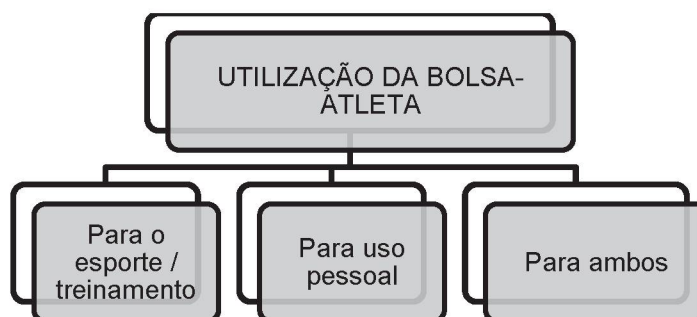 UTILIZAÇÃO DA BOLSA-
ATLETA
Para o
esporte /
treinamento
Para uso
pessoal
Para ambos